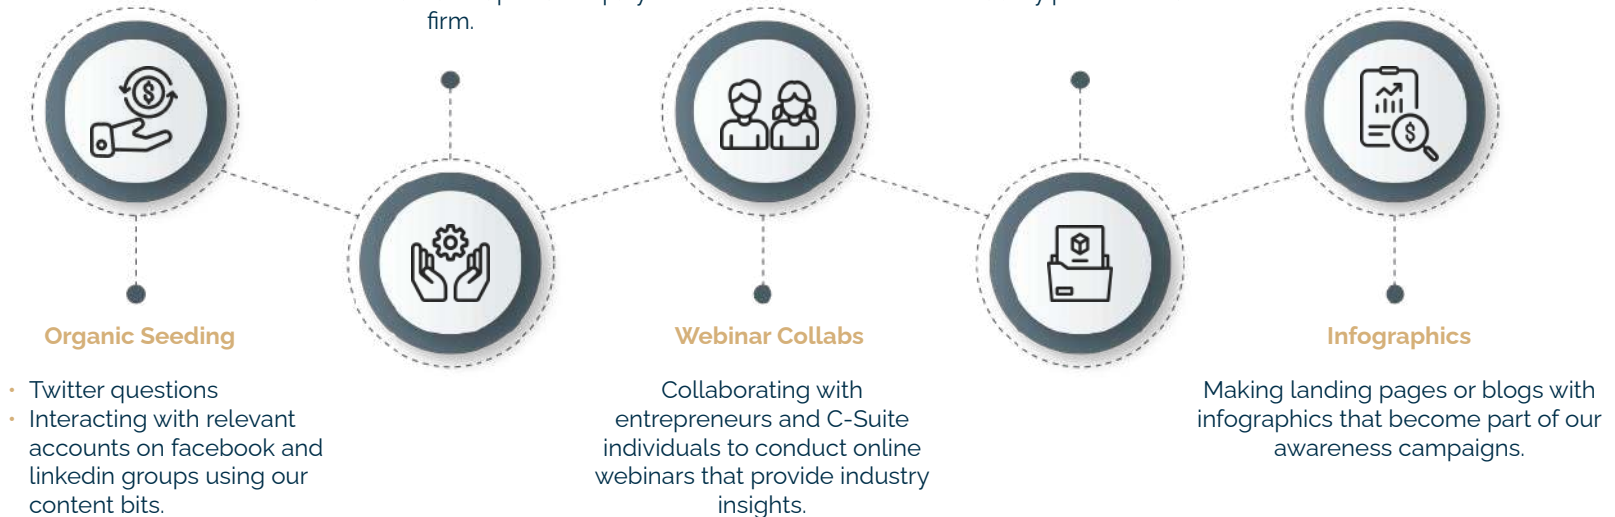 firm.
Organic Seeding
• Twitter questions
• Interacting with relevant
accounts on facebook and
linkedin groups using our
content bits.
Webinar Collabs
Collaborating with
entrepreneurs and C-Suite
individuals to conduct online
webinars that provide industry
insights.
Infographics
Making landing pages or blogs with
infographics that become part of our
awareness campaigns.